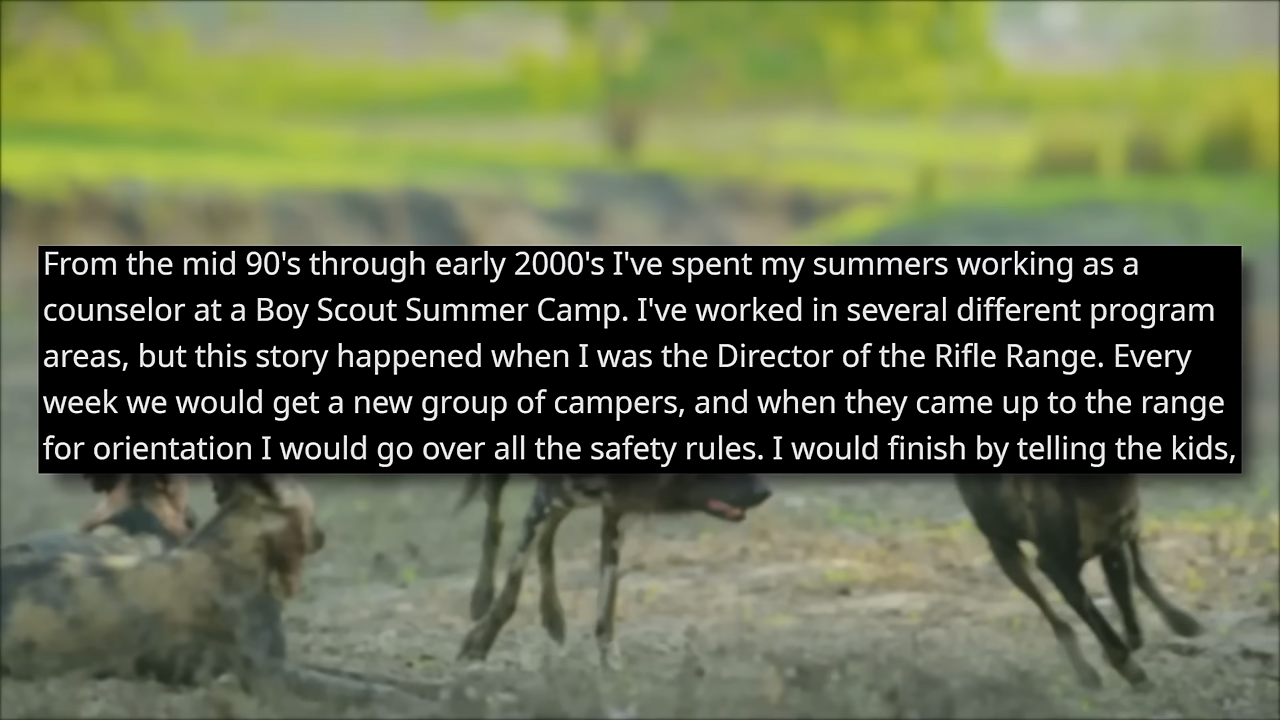 From the mid 90's through early 2000's I've spent my summers working as a
counselor at a Boy Scout Summer Camp. I've worked in several different program
areas, but this story happened when I was the Director of the Rifle Range. Every
week we would get a new group of campers, and when they came up to the range
for orientation I would go over all the safety rules. I would finish by telling the kids,